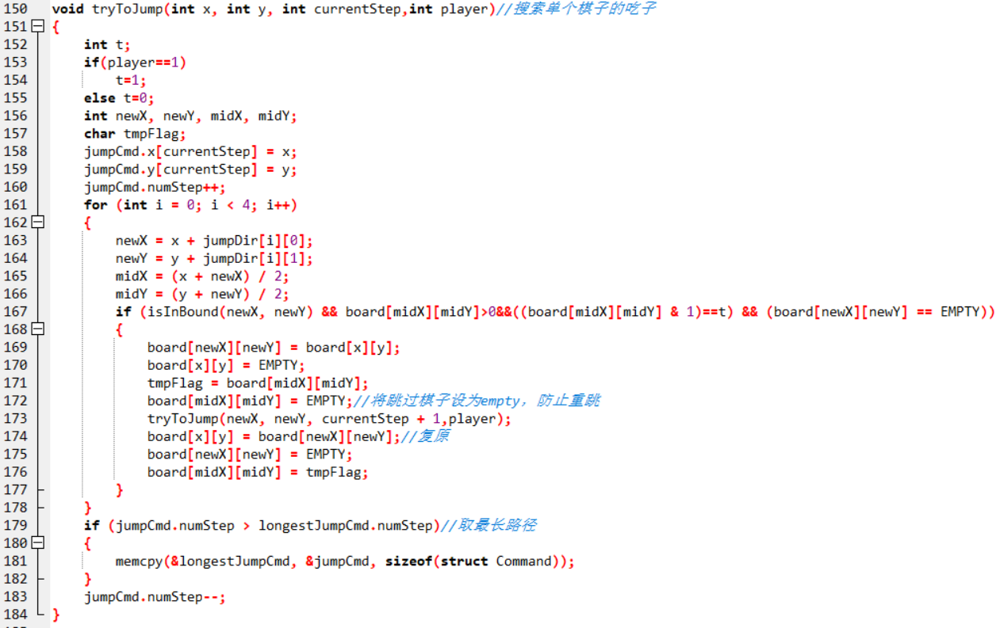 150 void tryToJump(int x, int y, int currentStep,int player)//搜索单个棋子的吃子
151 {
152 int t;
153 if(player==1)
154 t=1;
155 else t=0;
156 int newX, newY, midX, midY;
157 char tmpFlag;
158 jumpCmd.x[currentStep] = x;
159 jumpCmd.y[currentStep] = y;
160 jumpCmd.numStep++;
161 for (int i = 0; i < 4; i++)
162 {
163 newX = x + jumpDir[i][0];
164 newY = y + jumpDir[i][1];
165 midX = (x + newX) / 2;
166 midY = (y + newY) / 2;
167 if (isInBound(newX, newY) && board[midX][midY]>0&&((board[midX][midY] & 1)==t) && (board[newX][newY] == EMPTY))
168 {
169 board[newX][newY] = board[x][y];
170 board[x][y] = EMPTY;
171 tmpFlag = board[midX][midY];
172 board[midX][midY] = EMPTY;//将跳过棋子设为empty，防止重跳
173 tryToJump(newX, newY, currentStep + 1,player);
174 board[x][y] = board[newX][newY];//复原
175 board[newX][newY] = EMPTY;
176 board[midX][midY] = tmpFlag;
177 }
178 }
179 if (jumpCmd.numStep > longestJumpCmd.numStep)//取最长路径
180 {
181 memcpy(&longestJumpCmd, &jumpCmd, sizeof(struct Command));
182 }
183 jumpCmd.numStep--;
184 }